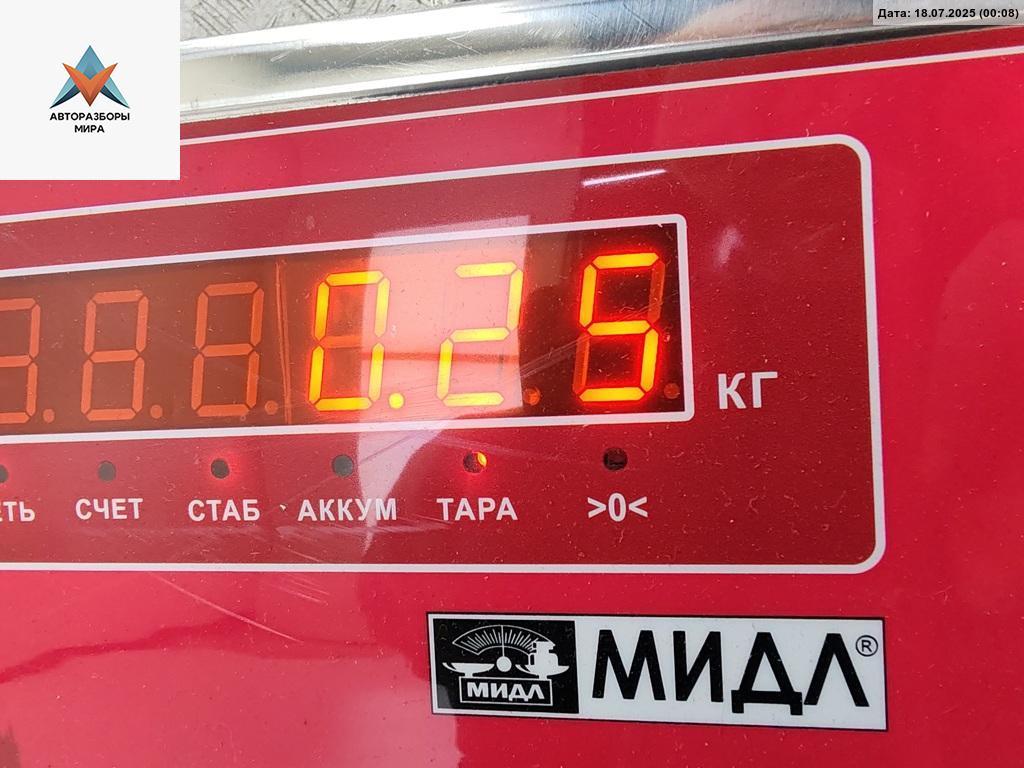 Дата: 18.07.2025 (00:08)
АВТОРАЗБОРЫ
МИРА
0.25
КГ
СЧЕТ СТАБ АККУМ ТАРА >0<
МИДЛ
МИДЛ®